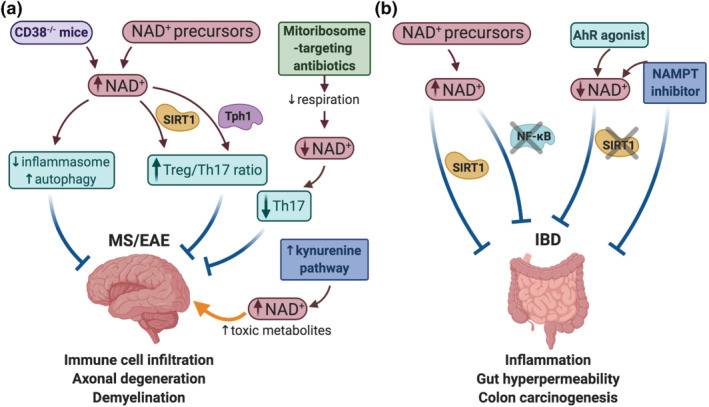 (a)
CD38-/- mice
NAD+ precursors
Mitoribosome
-targeting
antibiotics
↑ NAD+
SIRT1
Tph1
↓respiration
↓ NAD+
↓inflammasome
↑autophagy
↑ Treg/Th17 ratio
↓ Th17
MS/EAE
↑kynurenine
pathway
↑ NAD+
↑toxic metabolites
Immune cell infiltration
Axonal degeneration
Demyelination
(b)
NAD+ precursors
AhR agonist
↑ NAD+
↓ NAD+
NAMPT
inhibitor
NF-κB
SIRT1
SIRT1
IBD
Inflammation
Gut hyperpermeability
Colon carcinogenesis